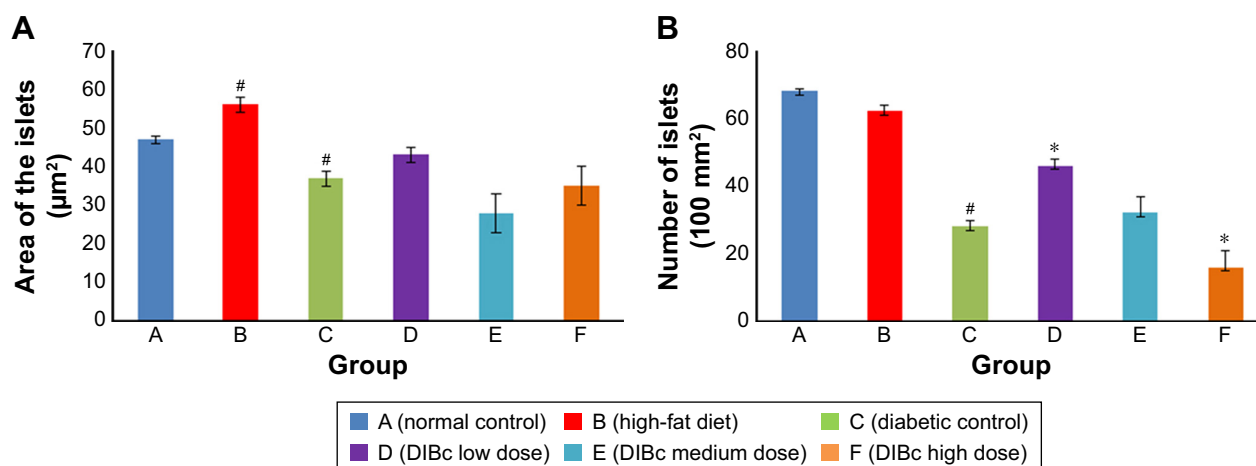 A
Area of the islets
(µm²)
70
60
50
40
30
20
10
0
#
#
A B C D E F
Group
B
Number of islets
(100 mm²)
80
60
40
20
0
#
*
*
A B C D E F
Group
A (normal control) B (high-fat diet) C (diabetic control)
D (DIBc low dose) E (DIBc medium dose) F (DIBc high dose)